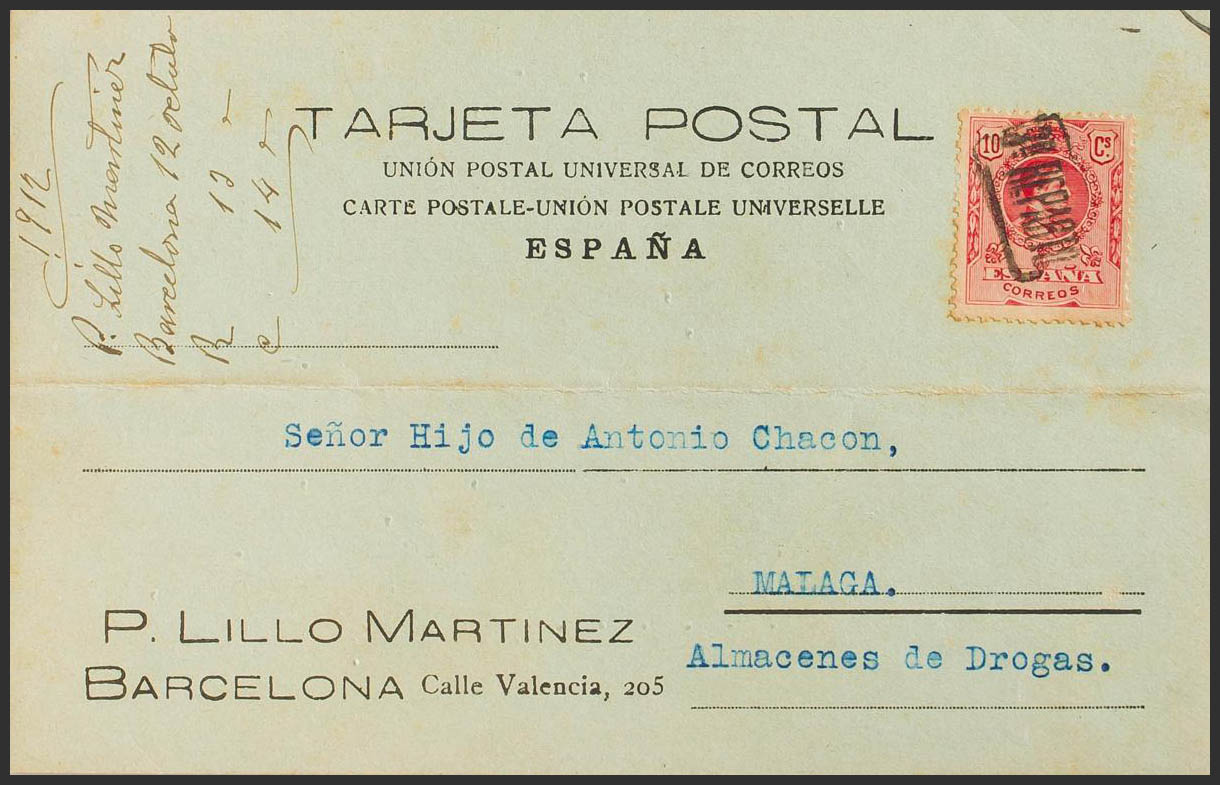 1912
P. Lillo Martinez
Barcelona 12 octubre
R 13
C 14
TARJETA POSTAL
UNIÓN POSTAL UNIVERSAL DE CORREOS
CARTE POSTALE-UNIÓN POSTALE UNIVERSELLE
ESPAÑA
10 Cs.
ESPAÑA
CORREOS
Señor Hijo de Antonio Chacon,
MALAGA.
Almacenes de Drogas.
P. LILLO MARTINEZ
BARCELONA Calle Valencia, 205